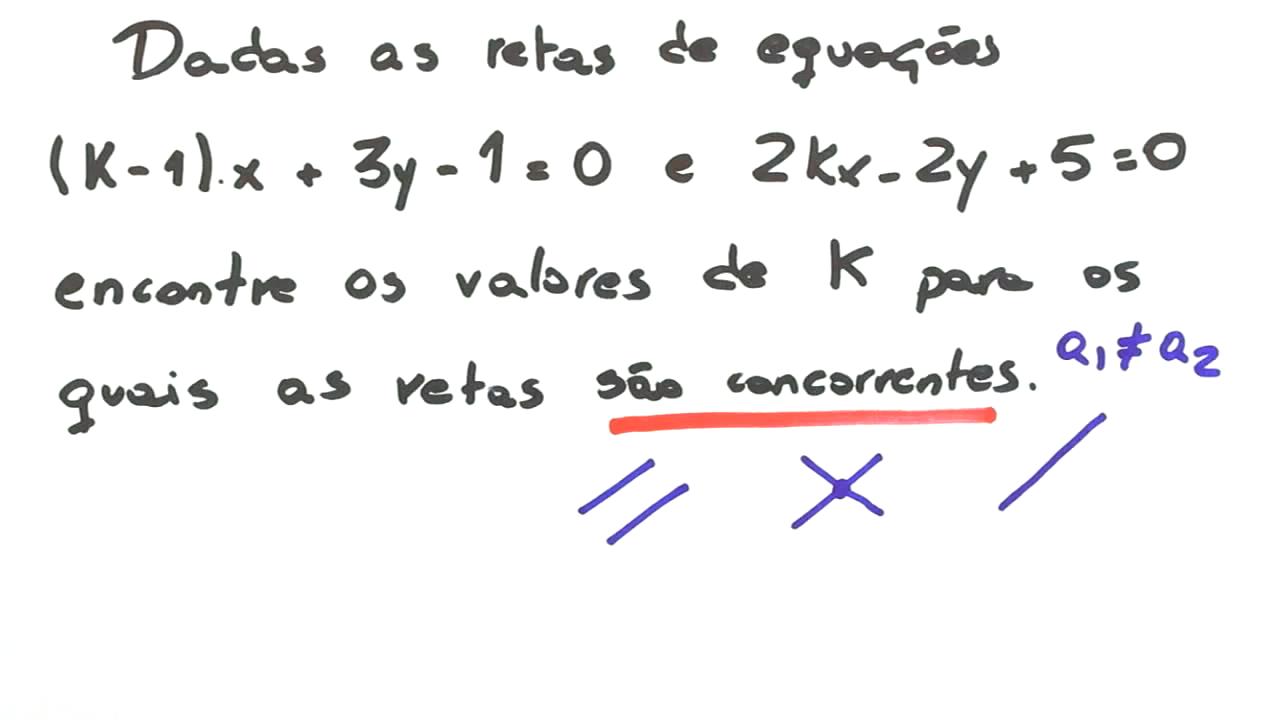 Dadas as retas de equações
(K-1).x + 3y - 1 = 0 e 2kx - 2y + 5 = 0
encontre os valores de K para os
quais as retas são concorrentes. a₁ ≠ a₂